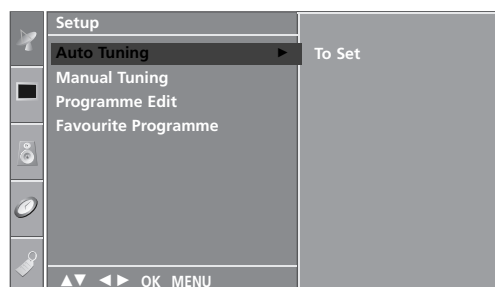 Setup
Auto Tuning ► To Set
Manual Tuning
Programme Edit
Favourite Programme
▲▼ ◄► OK MENU